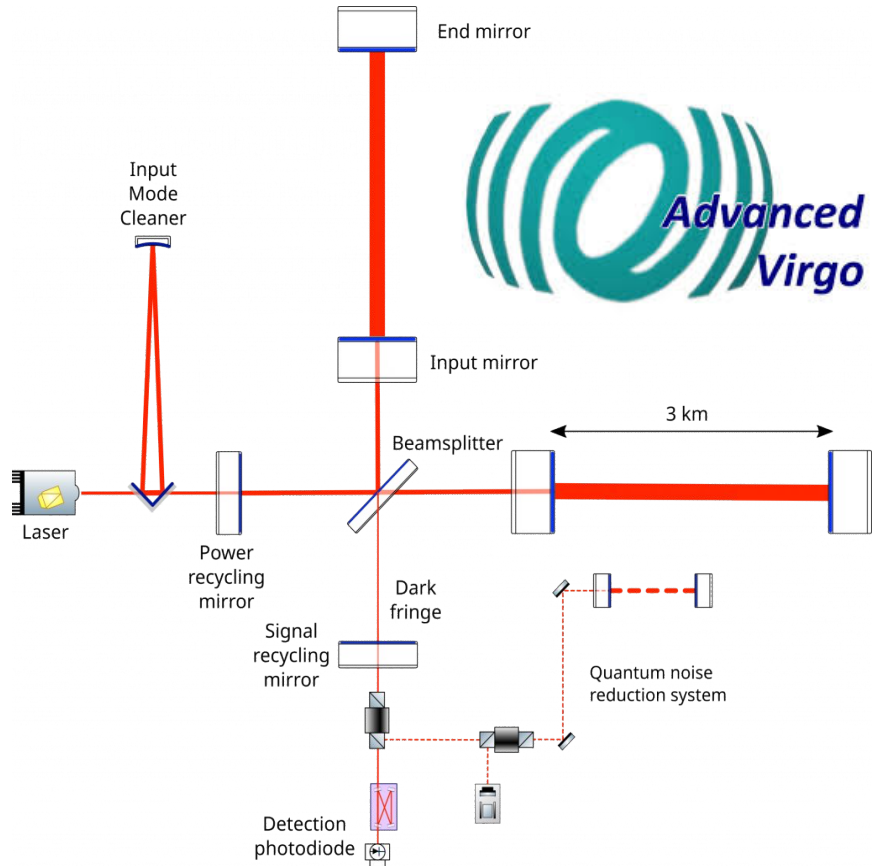 End mirror
Input
Mode
Cleaner
Advanced
Virgo
Input mirror
3 km
Beamsplitter
Laser
Power
recycling
mirror
Dark
fringe
Signal
recycling
mirror
Quantum noise
reduction system
Detection
photodiode